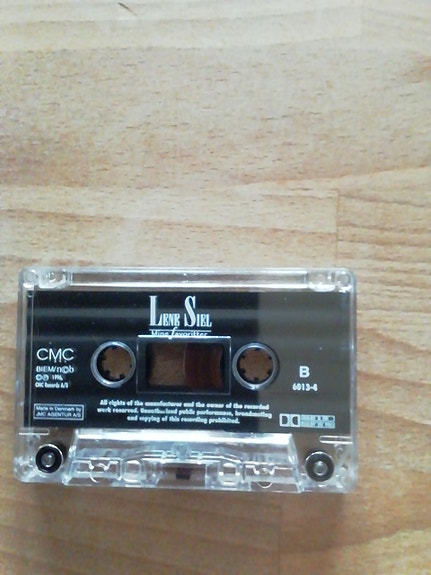 LENE SIEL
Mine favoritter
CMC
BIEM/n©b
©℗ 1996
CMC Records A/S
B
6013-4
Made in Denmark by
JMC AGENTUR A/S
All rights of the manufacturer and the owner of the recorded
work reserved. Unauthorized public performance, broadcasting
and copying of this recording prohibited.